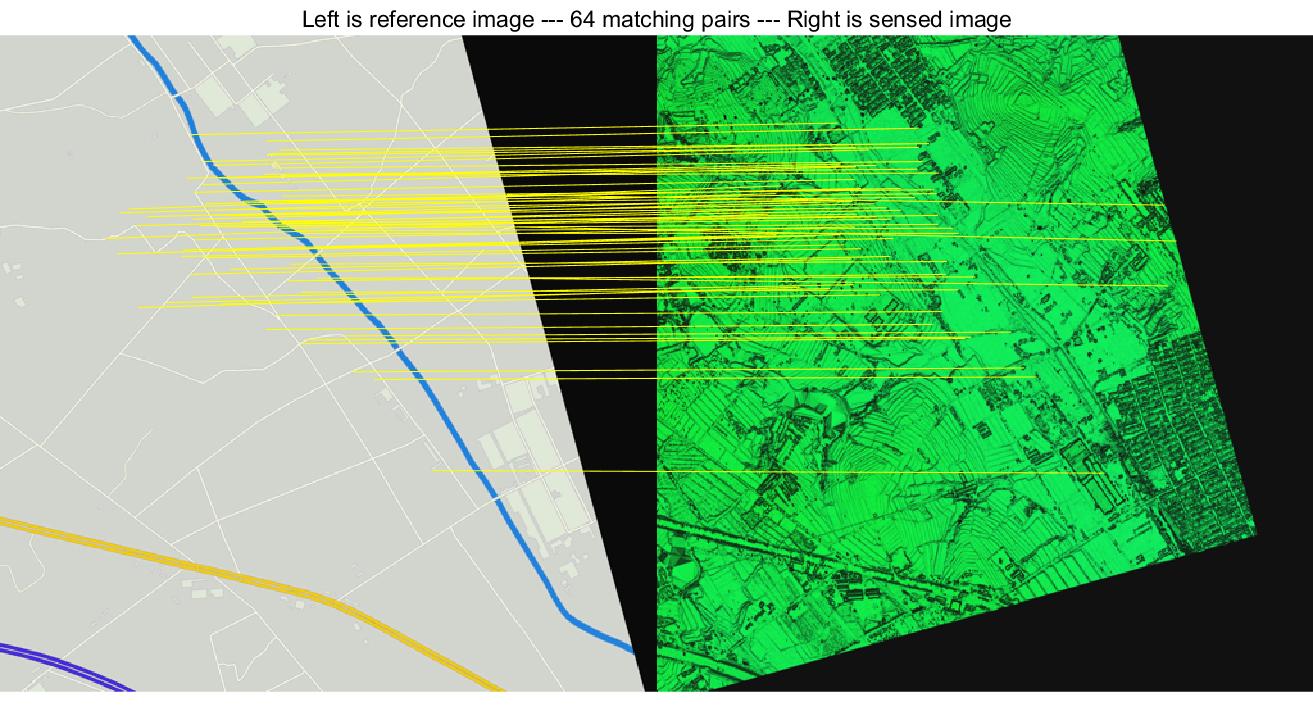 Left is reference image --- 64 matching pairs --- Right is sensed image